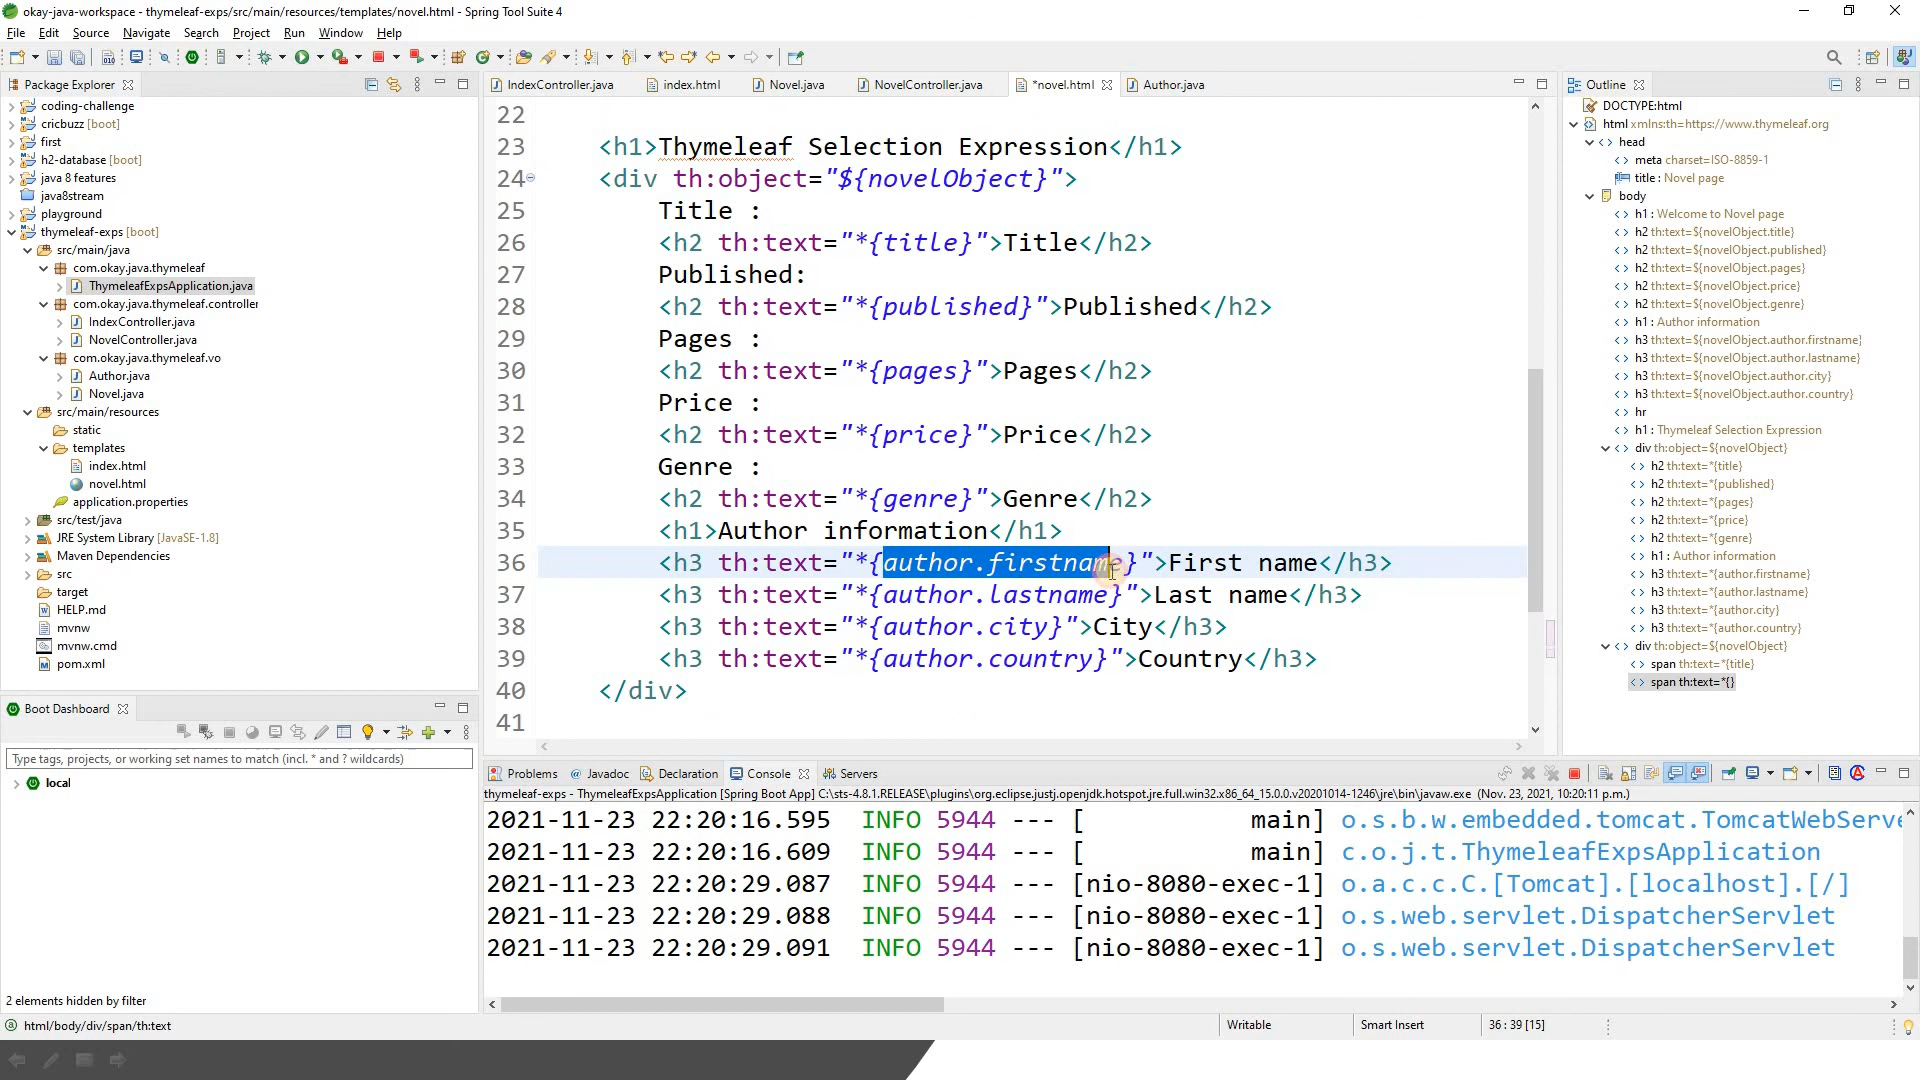 okay-java-workspace - thymeleaf-exps/src/main/resources/templates/novel.html - Spring Tool Suite 4
File Edit Source Navigate Search Project Run Window Help
Package Explorer
coding-challenge
cricbuzz [boot]
first
h2-database [boot]
java 8 features
java8stream
playground
thymeleaf-exps [boot]
src/main/java
com.okay.java.thymeleaf
ThymeleafExpsApplication.java
com.okay.java.thymeleaf.controller
IndexController.java
NovelController.java
com.okay.java.thymeleaf.vo
Author.java
Novel.java
src/main/resources
static
templates
index.html
novel.html
application.properties
src/test/java
JRE System Library [JavaSE-1.8]
Maven Dependencies
src
target
HELP.md
mvnw
mvnw.cmd
pom.xml
Boot Dashboard
Type tags, projects, or working set names to match (incl. * and ? wildcards)
local
2 elements hidden by filter
IndexController.java index.html Novel.java NovelController.java *novel.html Author.java
22
23 <h1>Thymeleaf Selection Expression</h1>
24 <div th:object="${novelObject}">
25 Title :
26 <h2 th:text="*{title}">Title</h2>
27 Published:
28 <h2 th:text="*{published}">Published</h2>
29 Pages :
30 <h2 th:text="*{pages}">Pages</h2>
31 Price :
32 <h2 th:text="*{price}">Price</h2>
33 Genre :
34 <h2 th:text="*{genre}">Genre</h2>
35 <h1>Author information</h1>
36 <h3 th:text="*{author.firstname}">First name</h3>
37 <h3 th:text="*{author.lastname}">Last name</h3>
38 <h3 th:text="*{author.city}">City</h3>
39 <h3 th:text="*{author.country}">Country</h3>
40 </div>
41
Outline
DOCTYPE:html
html xmlns:th=https://www.thymeleaf.org
head
meta charset=ISO-8859-1
title : Novel page
body
h1 : Welcome to Novel page
h2 th:text=${novelObject.title}
h2 th:text=${novelObject.published}
h2 th:text=${novelObject.pages}
h2 th:text=${novelObject.price}
h2 th:text=${novelObject.genre}
h1 : Author information
h3 th:text=${novelObject.author.firstname}
h3 th:text=${novelObject.author.lastname}
h3 th:text=${novelObject.author.city}
h3 th:text=${novelObject.author.country}
hr
h1 : Thymeleaf Selection Expression
div th:object=${novelObject}
h2 th:text=*{title}
h2 th:text=*{published}
h2 th:text=*{pages}
h2 th:text=*{price}
h2 th:text=*{genre}
h1 : Author information
h3 th:text=*{author.firstname}
h3 th:text=*{author.lastname}
h3 th:text=*{author.city}
h3 th:text=*{author.country}
div th:object=${novelObject}
span th:text=*{title}
span th:text=*{}
Problems Javadoc Declaration Console Servers
thymeleaf-exps - ThymeleafExpsApplication [Spring Boot App] C:\sts-4.8.1.RELEASE\plugins\org.eclipse.justj.openjdk.hotspot.jre.full.win32.x86_64_15.0.0.v20201014-1246\jre\bin\javaw.exe (Nov. 23, 2021, 10:20:11 p.m.)
2021-11-23 22:20:16.595 INFO 5944 --- [ main] o.s.b.w.embedded.tomcat.TomcatWebServe
2021-11-23 22:20:16.609 INFO 5944 --- [ main] c.o.j.t.ThymeleafExpsApplication
2021-11-23 22:20:29.087 INFO 5944 --- [nio-8080-exec-1] o.a.c.c.C.[Tomcat].[localhost].[/]
2021-11-23 22:20:29.088 INFO 5944 --- [nio-8080-exec-1] o.s.web.servlet.DispatcherServlet
2021-11-23 22:20:29.091 INFO 5944 --- [nio-8080-exec-1] o.s.web.servlet.DispatcherServlet
html/body/div/span/th:text Writable Smart Insert 36 : 39 [15]